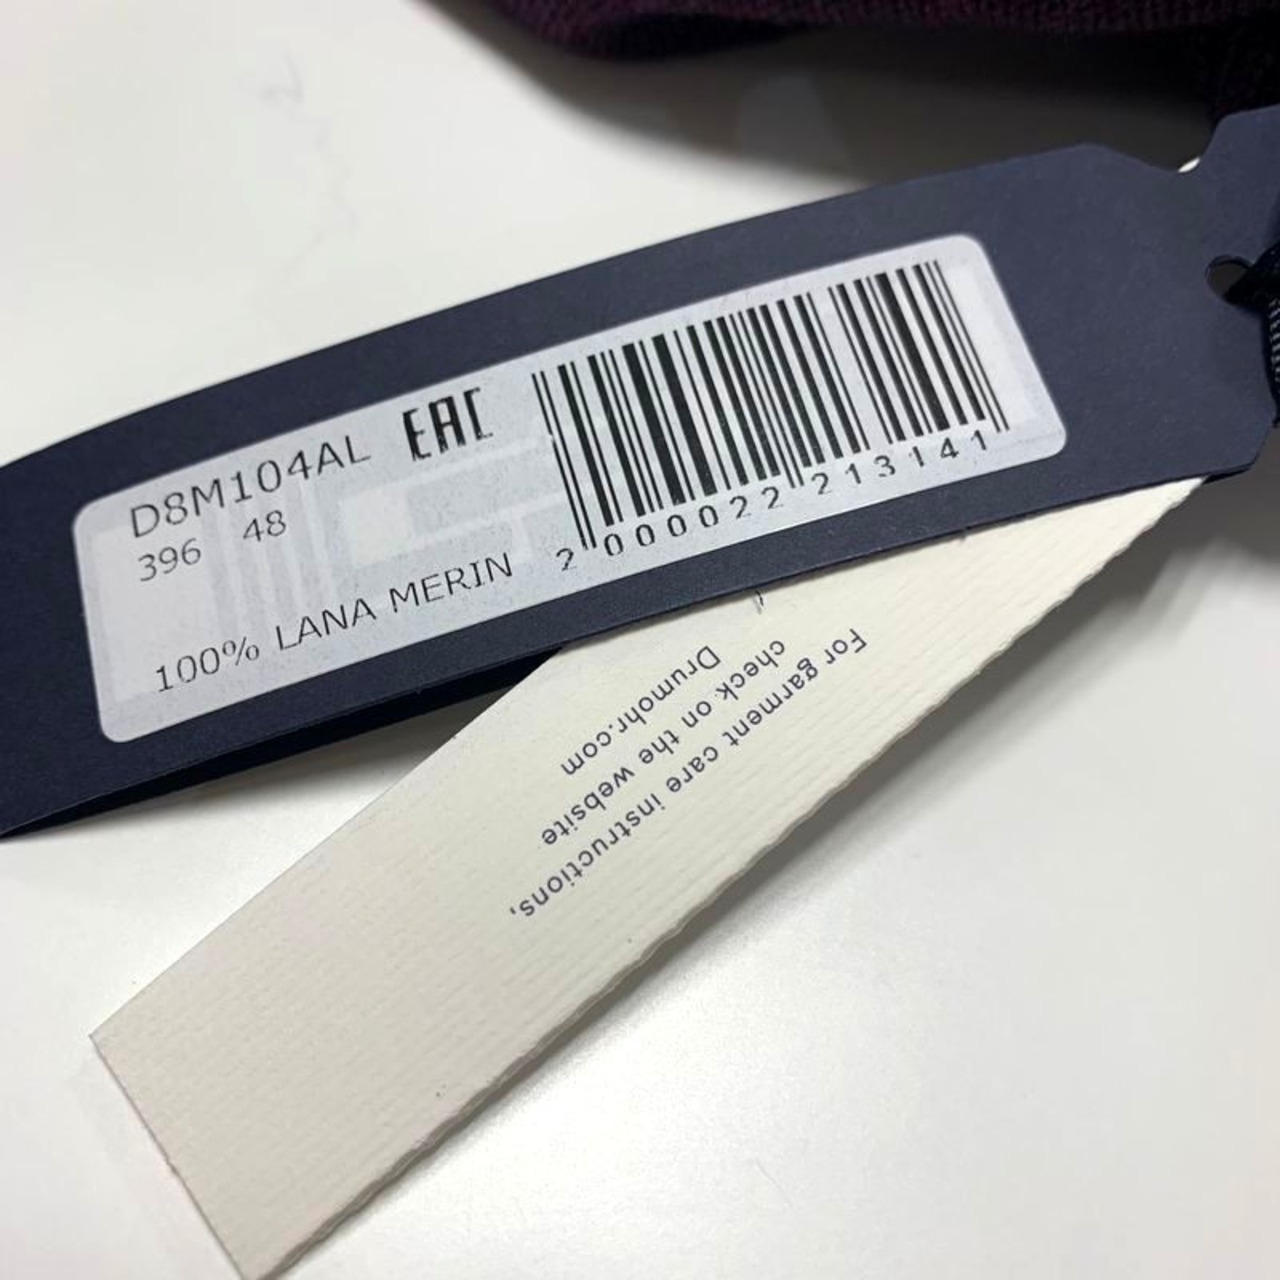 D8M104AL EAC
396 48
100% LANA MERIN
2 000022 213141
For garment care instructions,
check on the website
Drumohr.com